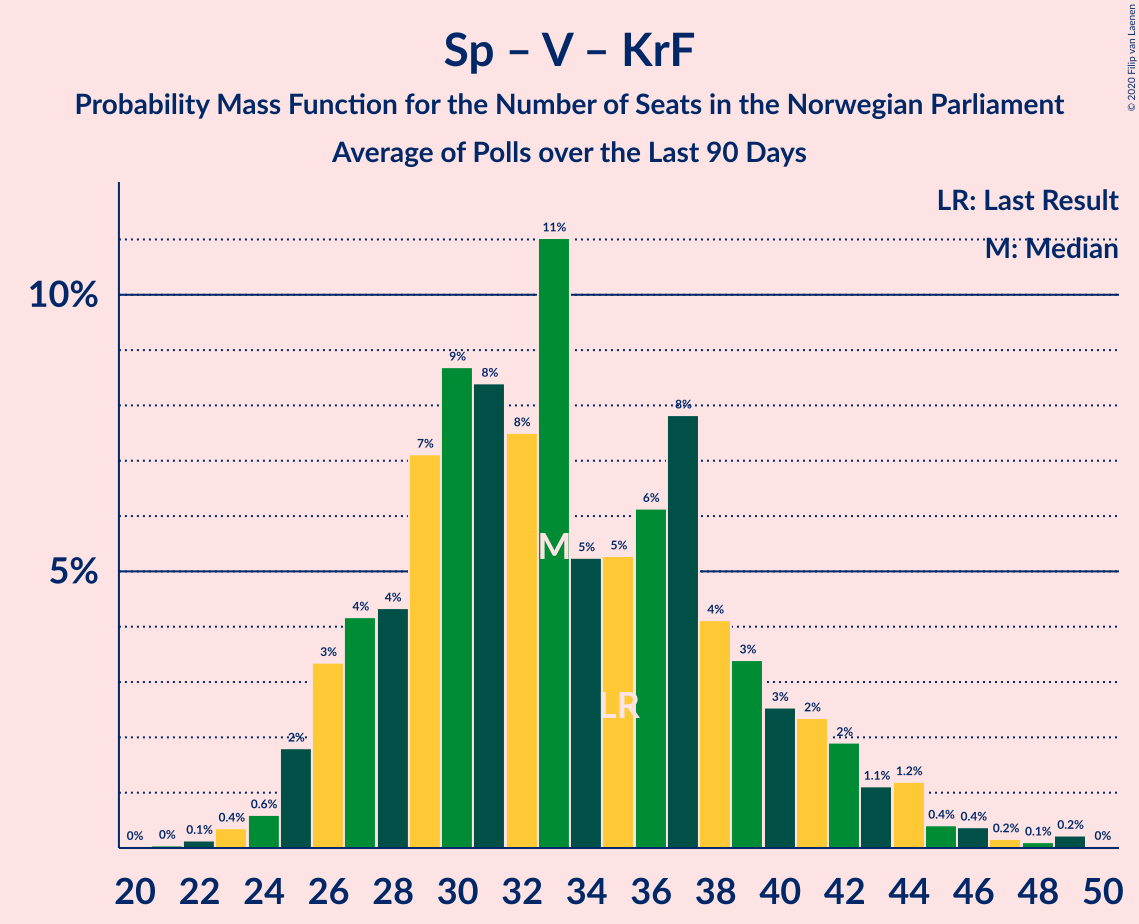 Sp – V – KrF
Probability Mass Function for the Number of Seats in the Norwegian Parliament
Average of Polls over the Last 90 Days
© 2020 Filip van Laenen
LR: Last Result
M: Median
10%
5%
0% 0% 0.1% 0.4% 0.6% 2% 3% 4% 4% 7% 9% 8% 8% 11% 5% 5% 6% 8% 4% 3% 3% 2% 2% 1.1% 1.2% 0.4% 0.4% 0.2% 0.1% 0.2% 0%
M
LR
20 22 24 26 28 30 32 34 36 38 40 42 44 46 48 50